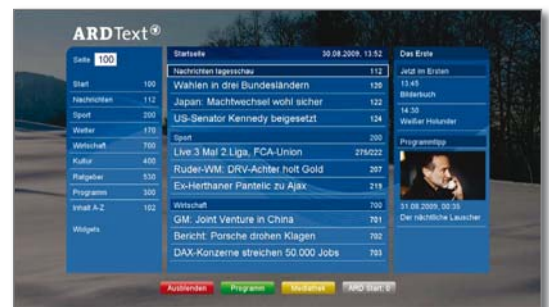 ARDText
Seite 100
Start 100
Nachrichten 112
Sport 200
Wetter 170
Wirtschaft 700
Kultur 400
Ratgeber 530
Programm 300
Inhalt A-Z 102
Widgets
Startseite 30.08.2009, 13:52
Nachrichten tagesschau 112
Wahlen in drei Bundesländern 120
Japan: Machtwechsel wohl sicher 122
US-Senator Kennedy beigesetzt 124
Sport 200
Live:3 Mal 2.Liga, FCA-Union 275/222
Ruder-WM: DRV-Achter holt Gold 207
Ex-Herthaner Pantelic zu Ajax 219
Wirtschaft 700
GM: Joint Venture in China 701
Bericht: Porsche drohen Klagen 702
DAX-Konzerne streichen 50.000 Jobs 703
Das Erste
Jetzt im Ersten
13:45
Bilderbuch
14:30
Weißer Holunder
Programmtipp
31.08.2009, 00:35
Der nächtliche Lauscher
Ausblenden Programm Mediathek ARD Start: 0